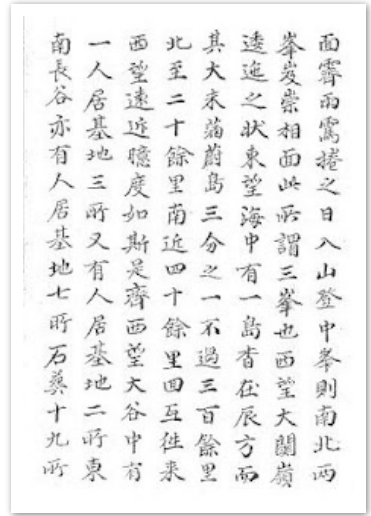 面霽雨靄捲之日入山登中峯則南北兩
峯岌崇相面此所謂三峯也西望大關嶺
逶迤之狀東望海中有一島杳在辰方而
其大未滿蔚島三分之一不過三百餘里
北至二十餘里南近四十餘里回互徃来
西望遠近臆度如斯是齊西望大谷中有
一人居基地三所又有人居基地二所東
南長谷亦有人居基地七所石葬十九所